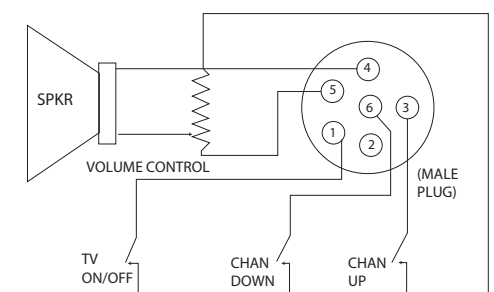 4
5
SPKR
6
3
1
2
VOLUME CONTROL
(MALE
PLUG)
TV
ON/OFF
CHAN
DOWN
CHAN
UP